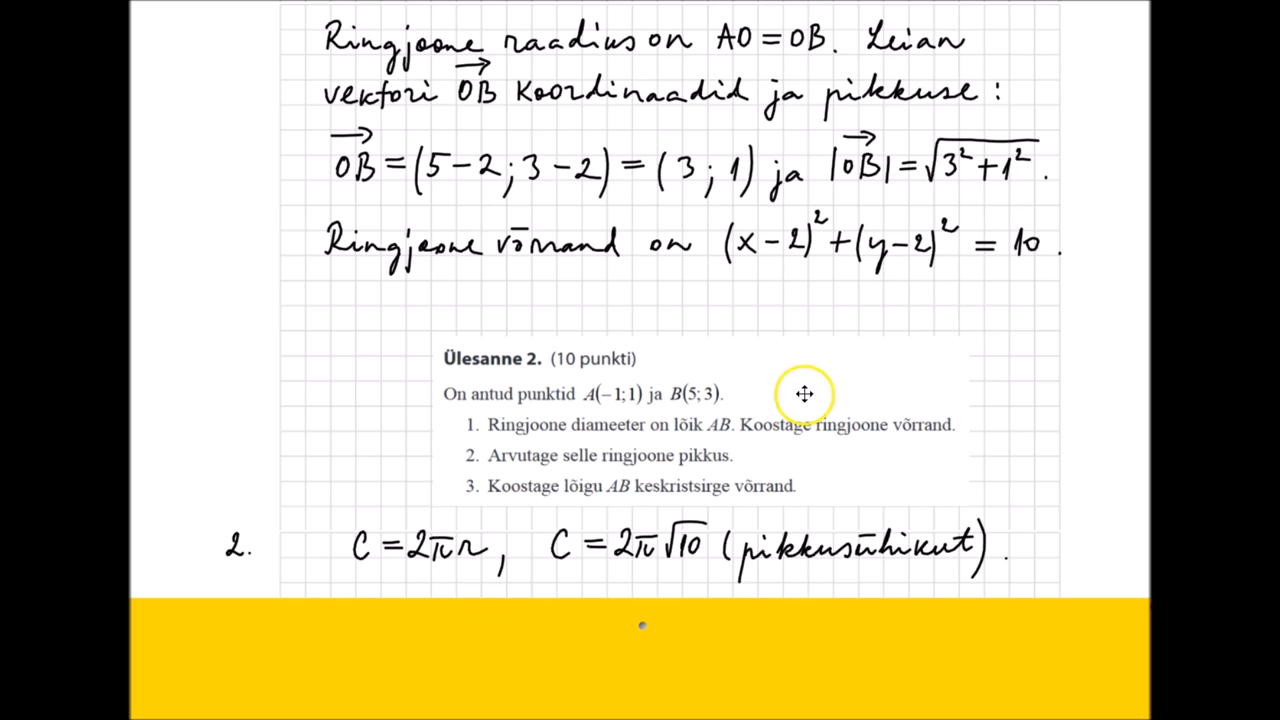 Ringjoone raadius on AO = OB. Leian
vektori \overrightarrow{OB} koordinaadid ja pikkuse:
\overrightarrow{OB} = (5 − 2; 3 − 2) = (3; 1) ja |\overrightarrow{OB}| = √(3² + 1²).
Ringjoone võrrand on (x − 2)² + (y − 2)² = 10.
Ülesanne 2. (10 punkti)
On antud punktid A(−1; 1) ja B(5; 3).
1. Ringjoone diameeter on lõik AB. Koostage ringjoone võrrand.
2. Arvutage selle ringjoone pikkus.
3. Koostage lõigu AB keskristsirge võrrand.
2. C = 2πr, C = 2π√10 (pikkusühikut).